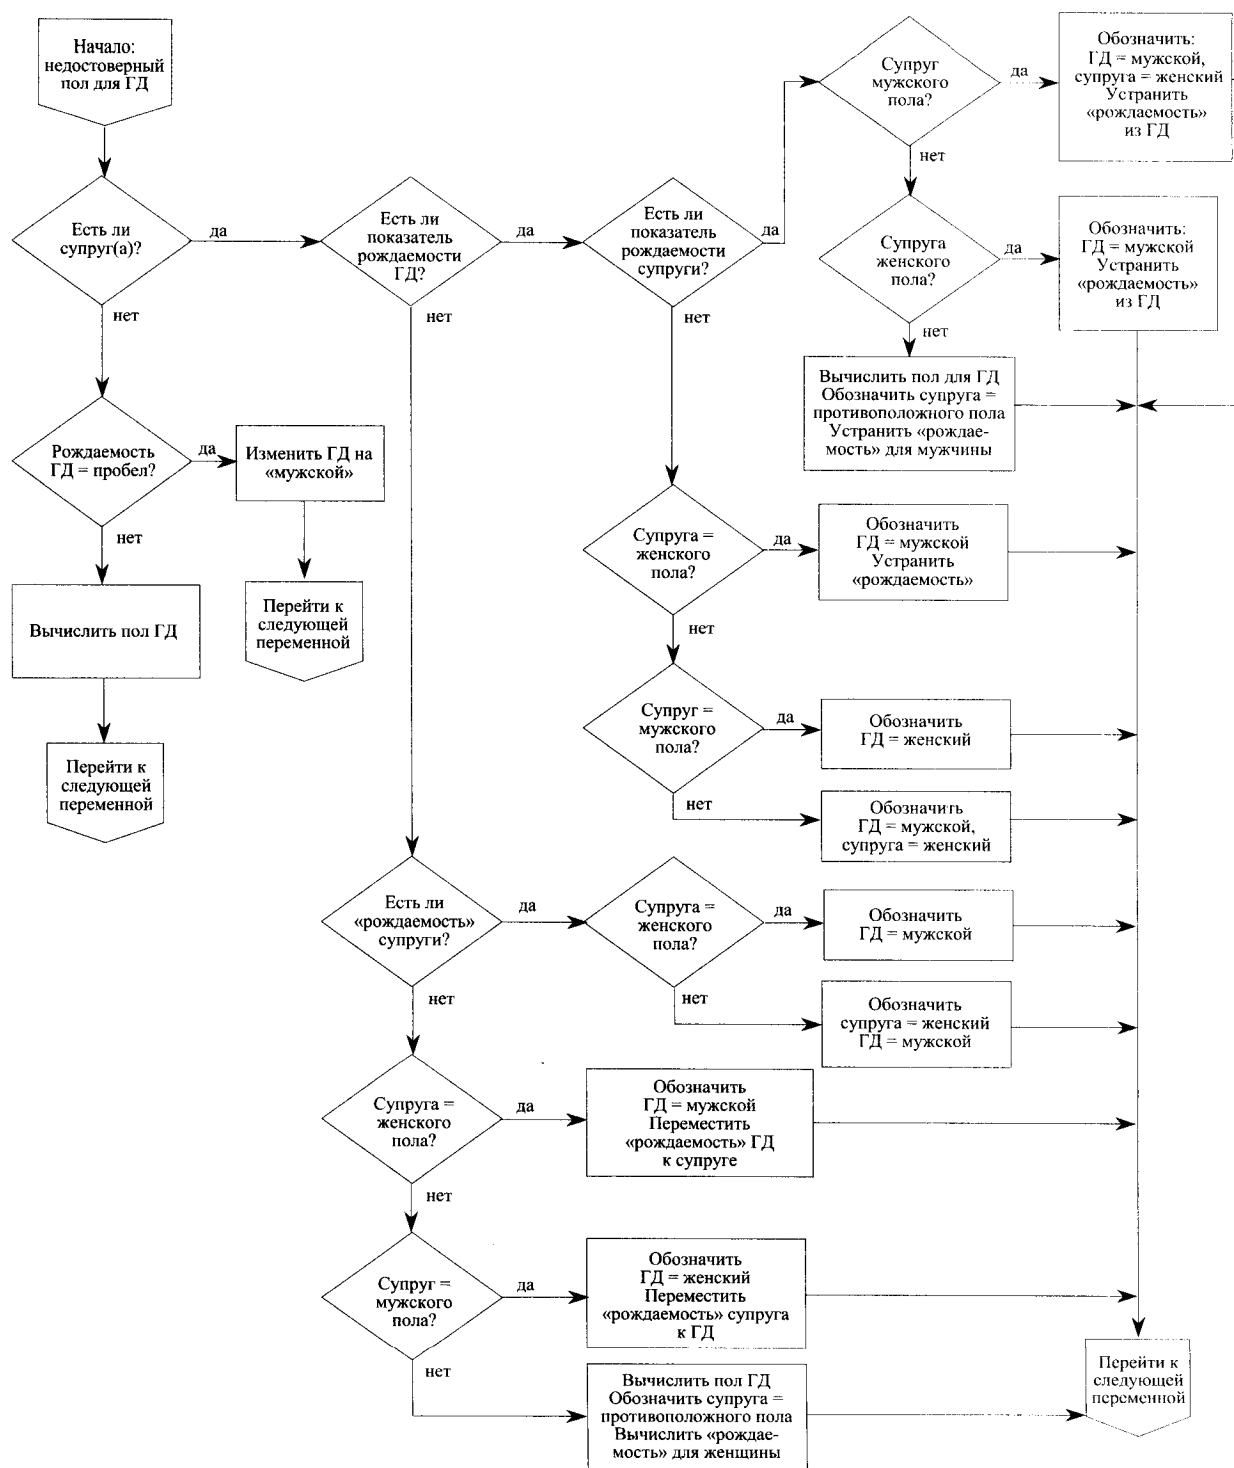 Начало:
недостоверный
пол для ГД
Есть ли
супруг(а)?
да
нет
Рождаемость
ГД = пробел?
да
нет
Изменить ГД на
«мужской»
Перейти к
следующей
переменной
Вычислить пол ГД
Перейти к
следующей
переменной
Есть ли
показатель
рождаемости
ГД?
да
нет
Есть ли
показатель
рождаемости
супруги?
да
нет
Супруг
мужского
пола?
да
нет
Обозначить:
ГД = мужской,
супруга = женский
Устранить
«рождаемость»
из ГД
Супруга
женского
пола?
да
нет
Обозначить:
ГД = мужской
Устранить
«рождаемость»
из ГД
Вычислить пол для ГД
Обозначить супруга =
противоположного пола
Устранить «рождае-
мость» для мужчины
Супруга =
женского
пола?
да
нет
Обозначить
ГД = мужской
Устранить
«рождаемость»
Супруг =
мужского
пола?
да
нет
Обозначить
ГД = женский
Обозначить
ГД = мужской,
супруга = женский
Есть ли
«рождаемость»
супруги?
да
нет
Супруга =
женского
пола?
да
нет
Обозначить
ГД = мужской
Обозначить
супруга = женский
ГД = мужской
Супруга =
женского
пола?
да
нет
Обозначить
ГД = мужской
Переместить
«рождаемость» ГД
к супруге
Супруг =
мужского
пола?
да
нет
Обозначить
ГД = женский
Переместить
«рождаемость» супруга
к ГД
Вычислить пол ГД
Обозначить супруга =
противоположного пола
Вычислить «рождае-
мость» для женщины
Перейти к
следующей
переменной